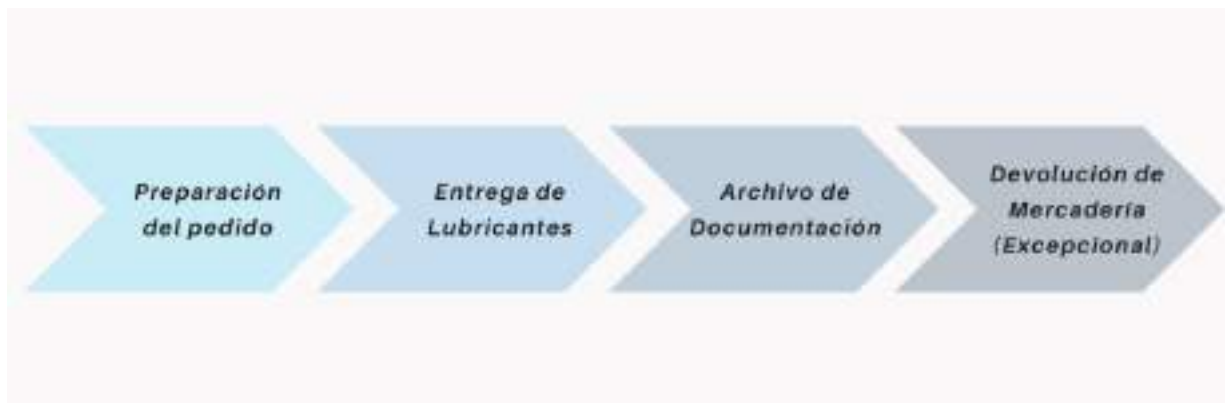 Preparación
del pedido
Entrega de
Lubricantes
Archivo de
Documentación
Devolución de
Mercadería
(Excepcional)